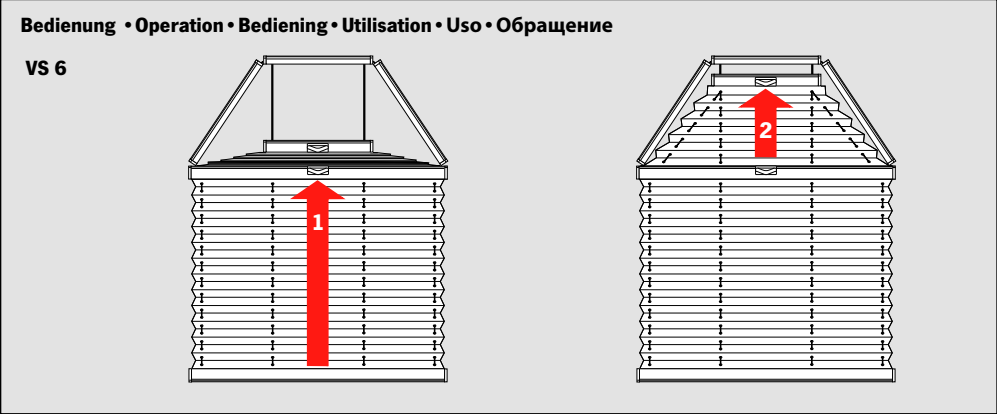 Bedienung • Operation • Bediening • Utilisation • Uso • Обращение
VS 6
1
2